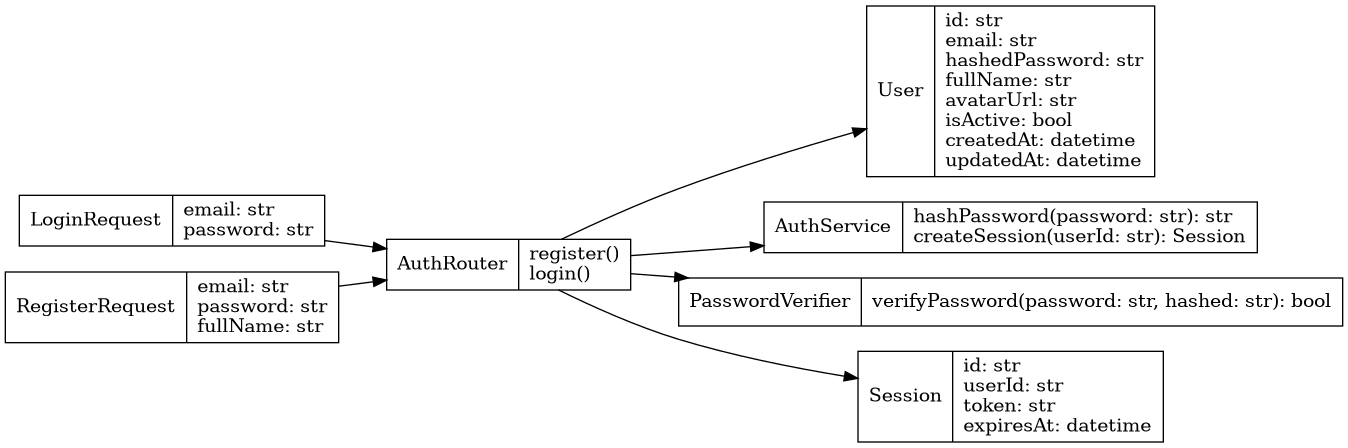 LoginRequest
email: str
password: str
RegisterRequest
email: str
password: str
fullName: str
AuthRouter
register()
login()
User
id: str
email: str
hashedPassword: str
fullName: str
avatarUrl: str
isActive: bool
createdAt: datetime
updatedAt: datetime
AuthService
hashPassword(password: str): str
createSession(userId: str): Session
PasswordVerifier
verifyPassword(password: str, hashed: str): bool
Session
id: str
userId: str
token: str
expiresAt: datetime